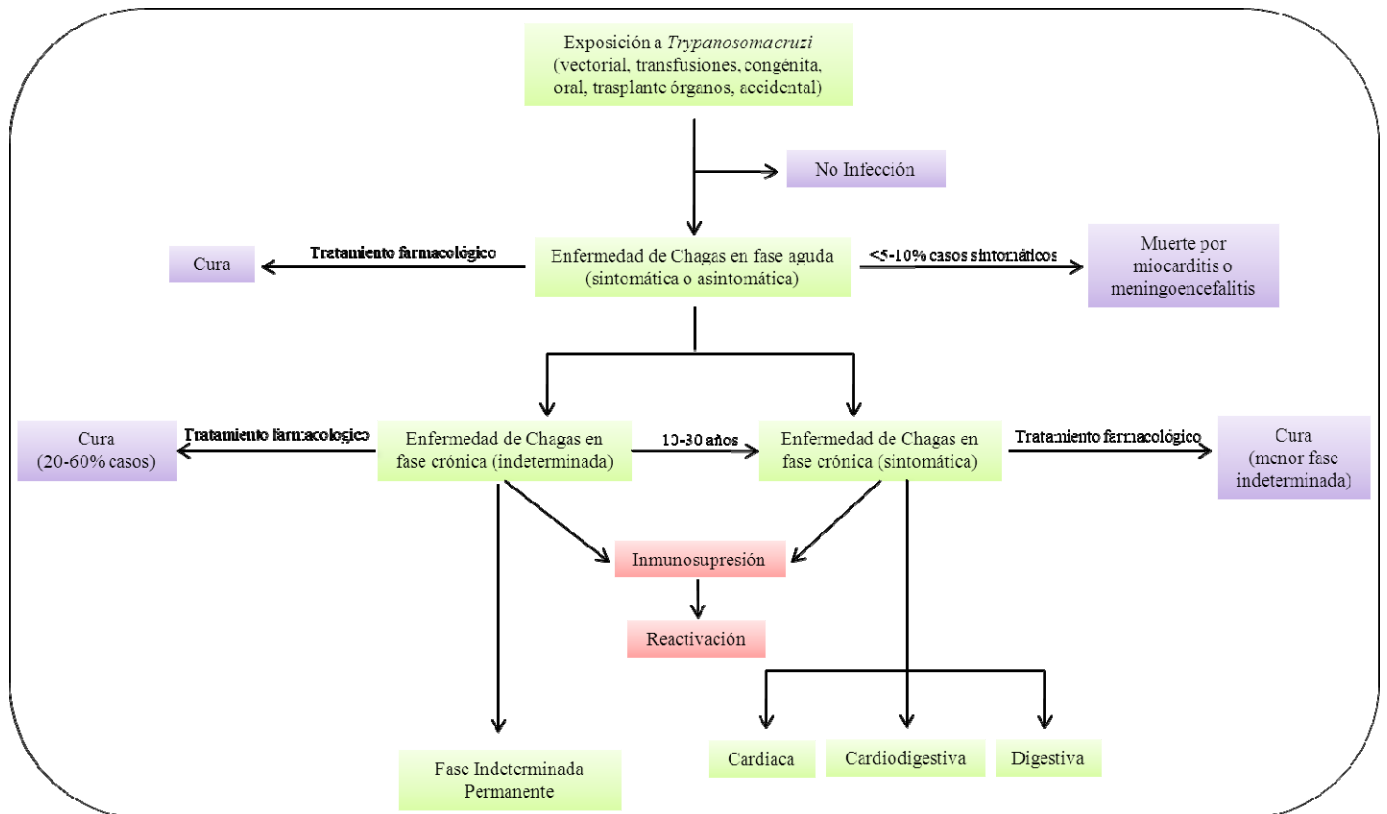 Exposición a Trypanosomacruzi
(vectorial, transfusiones, congénita,
oral, trasplante órganos, accidental)
No Infección
Cura
Tratamiento farmacológico
Enfermedad de Chagas en fase aguda
(sintomática o asintomática)
<5-10% casos sintomáticos
Muerte por
miocarditis o
meningoencefalitis
Cura
(20-60% casos)
Tratamiento farmacologico
Enfermedad de Chagas en
fase crónica (indeterminada)
10-30 años
Enfermedad de Chagas en
fase crónica (sintomática)
Tratamiento farmacológico
Cura
(menor fase
indeterminada)
Inmunosupresión
Reactivación
Fase Indeterminada
Permanente
Cardiaca
Cardiodigestiva
Digestiva